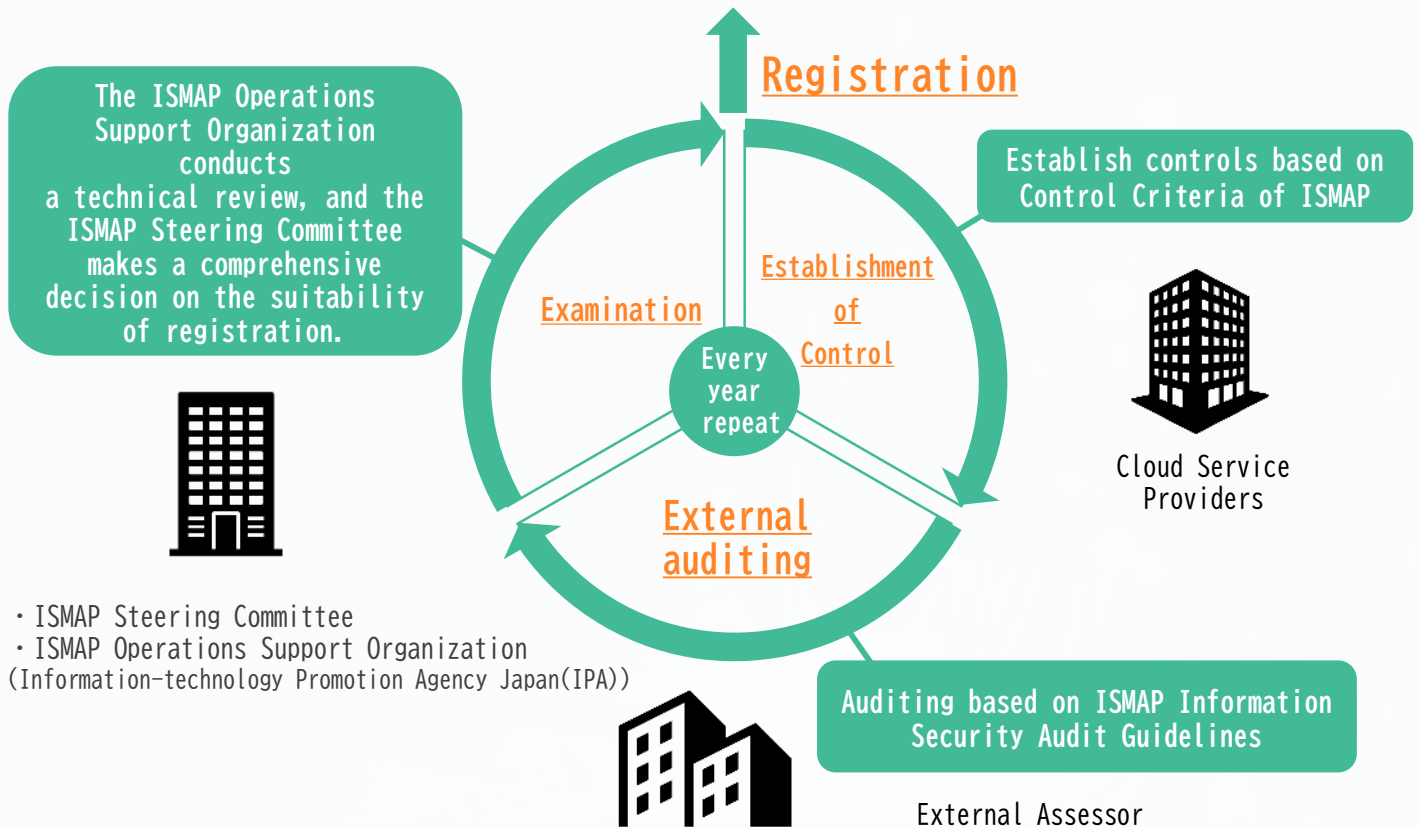 Registration
The ISMAP Operations
Support Organization
conducts
a technical review, and the
ISMAP Steering Committee
makes a comprehensive
decision on the suitability
of registration.
Establish controls based on
Control Criteria of ISMAP
Examination
Establishment
of
Control
Every
year
repeat
Cloud Service
Providers
External
auditing
・ISMAP Steering Committee
・ISMAP Operations Support Organization
(Information-technology Promotion Agency Japan(IPA))
Auditing based on ISMAP Information
Security Audit Guidelines
External Assessor